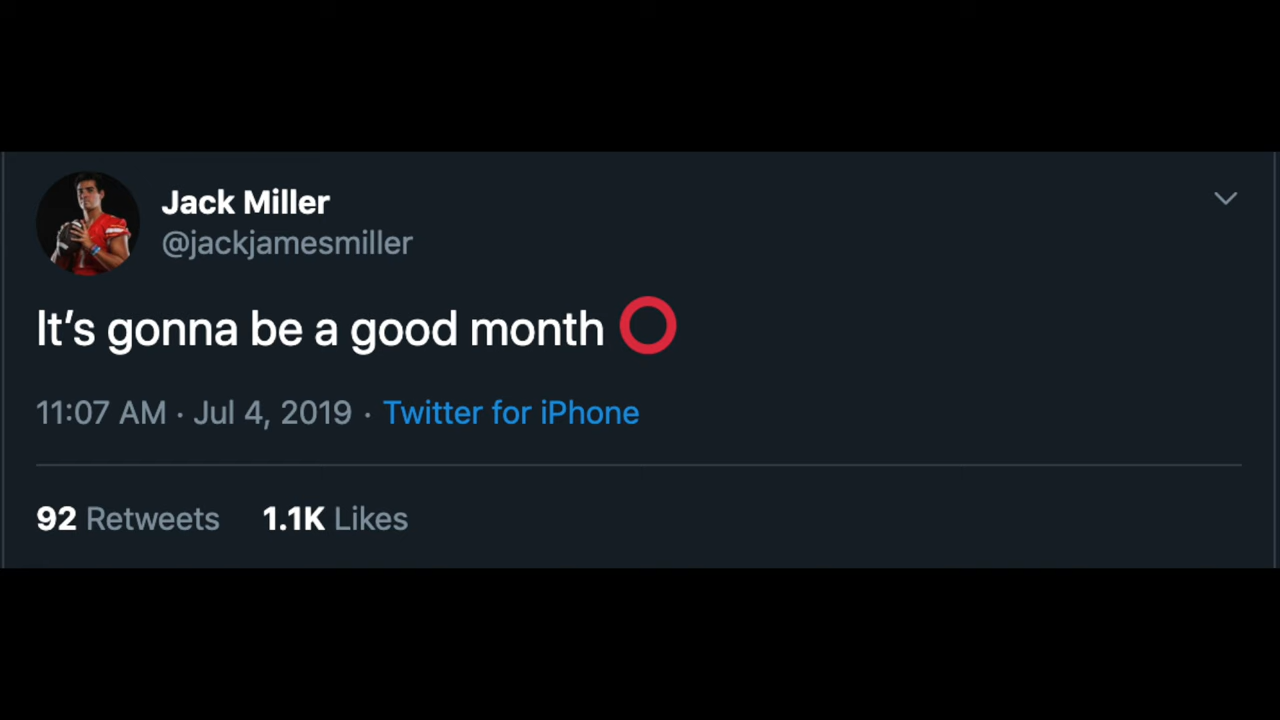 Jack Miller
@jackjamesmiller
It’s gonna be a good month ⭕
11:07 AM · Jul 4, 2019 · Twitter for iPhone
92 Retweets 1.1K Likes